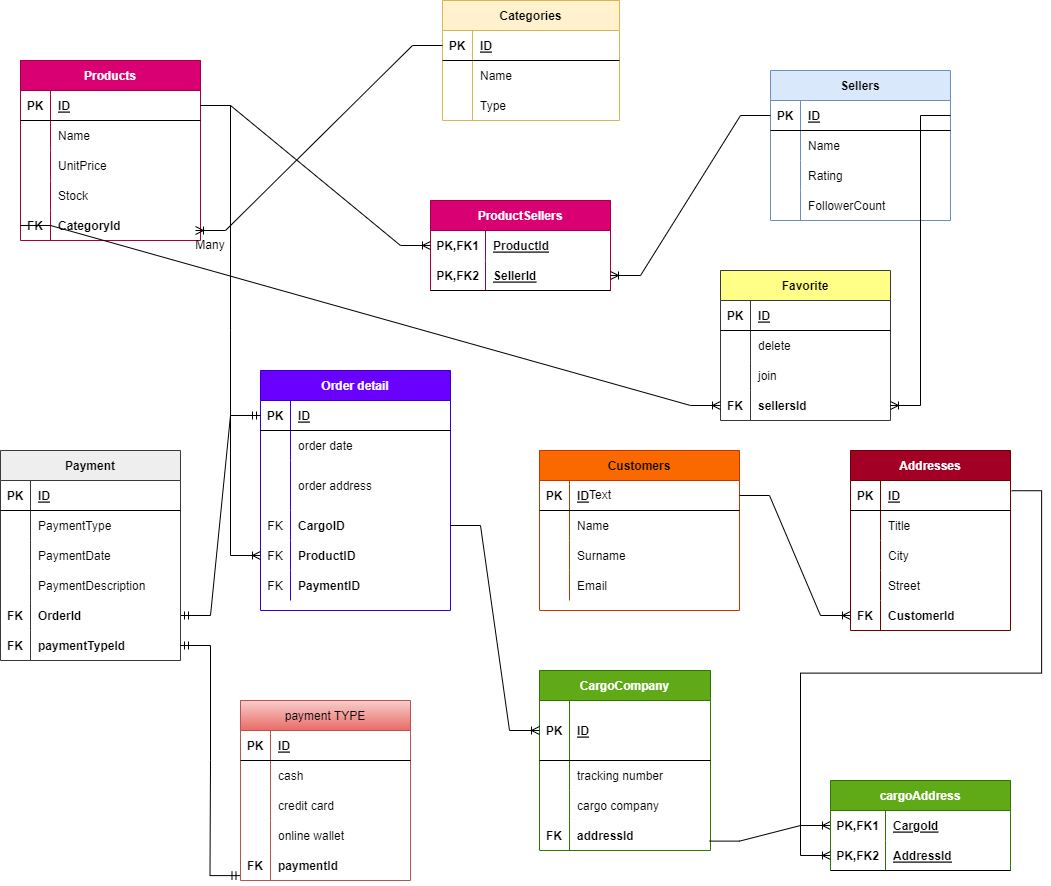 Categories
PK ID
Name
Type
Products
PK ID
Name
UnitPrice
Stock
FK CategoryId
Many
Sellers
PK ID
Name
Rating
FollowerCount
ProductSellers
PK,FK1 ProductId
PK,FK2 SellerId
Favorite
PK ID
delete
join
FK sellersId
Order detail
PK ID
order date
order address
FK CargoID
FK ProductID
FK PaymentID
Payment
PK ID
PaymentType
PaymentDate
PaymentDescription
FK OrderId
FK paymentTypeId
Customers
PK IDText
Name
Surname
Email
Addresses
PK ID
Title
City
Street
FK CustomerId
payment TYPE
PK ID
cash
credit card
online wallet
FK paymentId
CargoCompany
PK ID
tracking number
cargo company
FK addressId
cargoAddress
PK,FK1 CargoId
PK,FK2 AddressId